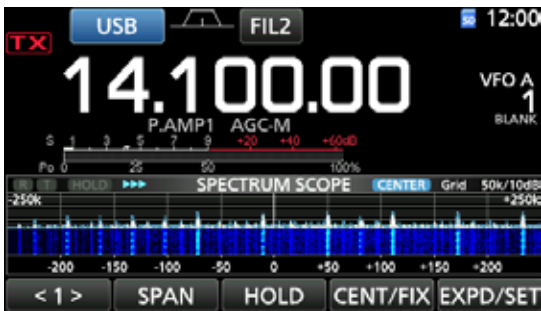 USB FIL2 SD 12:00
TX
14.100.00 VFO A
1
P.AMP1 AGC-M BLANK
S 1 3 5 7 9 +20 +40 +60dB
Po 0 25 50 100%
R T HOLD SPECTRUM SCOPE CENTER Grid 50k/10dB
-250k +250k
-200 -150 -100 -50 0 +50 +100 +150 +200
<1> SPAN HOLD CENT/FIX EXPD/SET